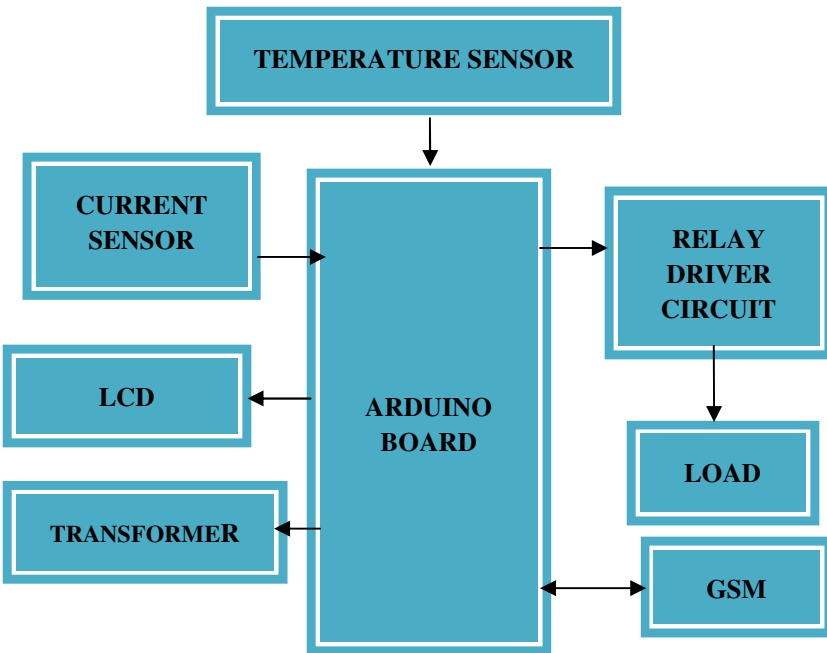 TEMPERATURE SENSOR
CURRENT
SENSOR
RELAY
DRIVER
CIRCUIT
LCD
ARDUINO
BOARD
LOAD
TRANSFORMER
GSM